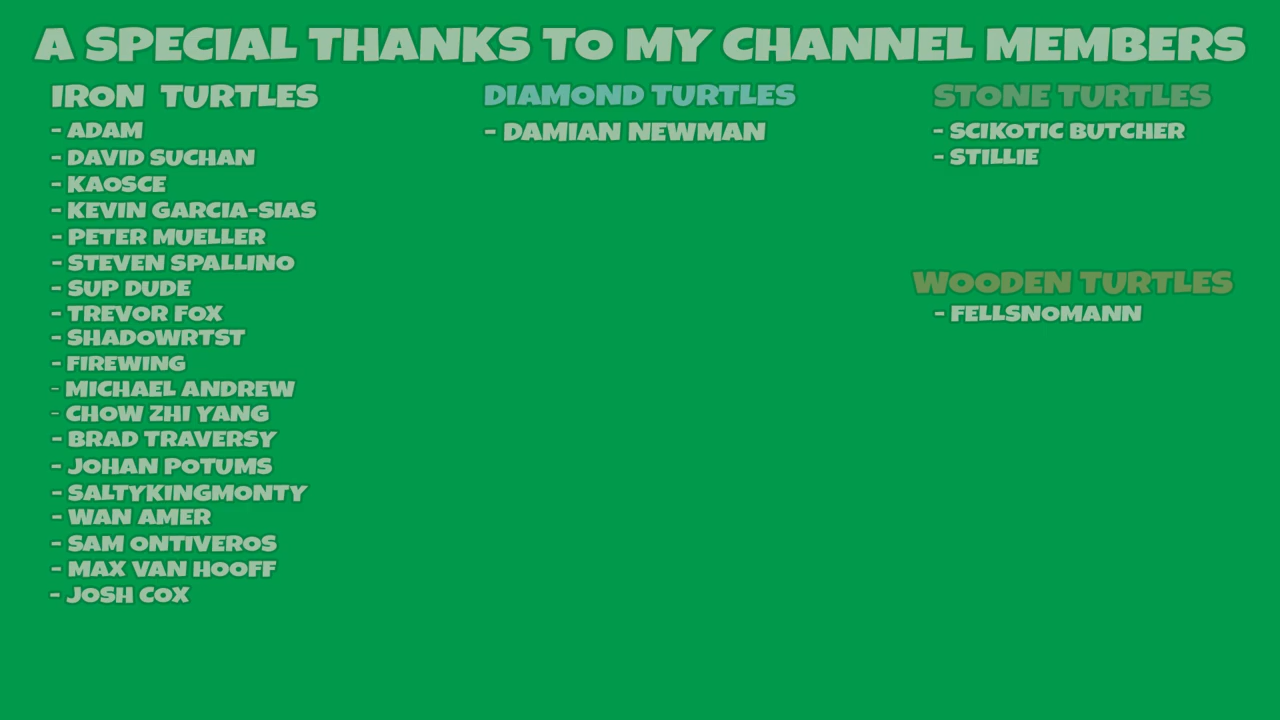 A SPECIAL THANKS TO MY CHANNEL MEMBERS
IRON TURTLES
- ADAM
- DAVID SUCHAN
- KAOSCE
- KEVIN GARCIA-SIAS
- PETER MUELLER
- STEVEN SPALLINO
- SUP DUDE
- TREVOR FOX
- SHADOWRTST
- FIREWING
- MICHAEL ANDREW
- CHOW ZHI YANG
- BRAD TRAVERSY
- JOHAN POTUMS
- SALTYKINGMONTY
- WAN AMER
- SAM ONTIVEROS
- MAX VAN HOOFF
- JOSH COX
DIAMOND TURTLES
- DAMIAN NEWMAN
STONE TURTLES
- SCIKOTIC BUTCHER
- STILLIE
WOODEN TURTLES
- FELLSNOMANN